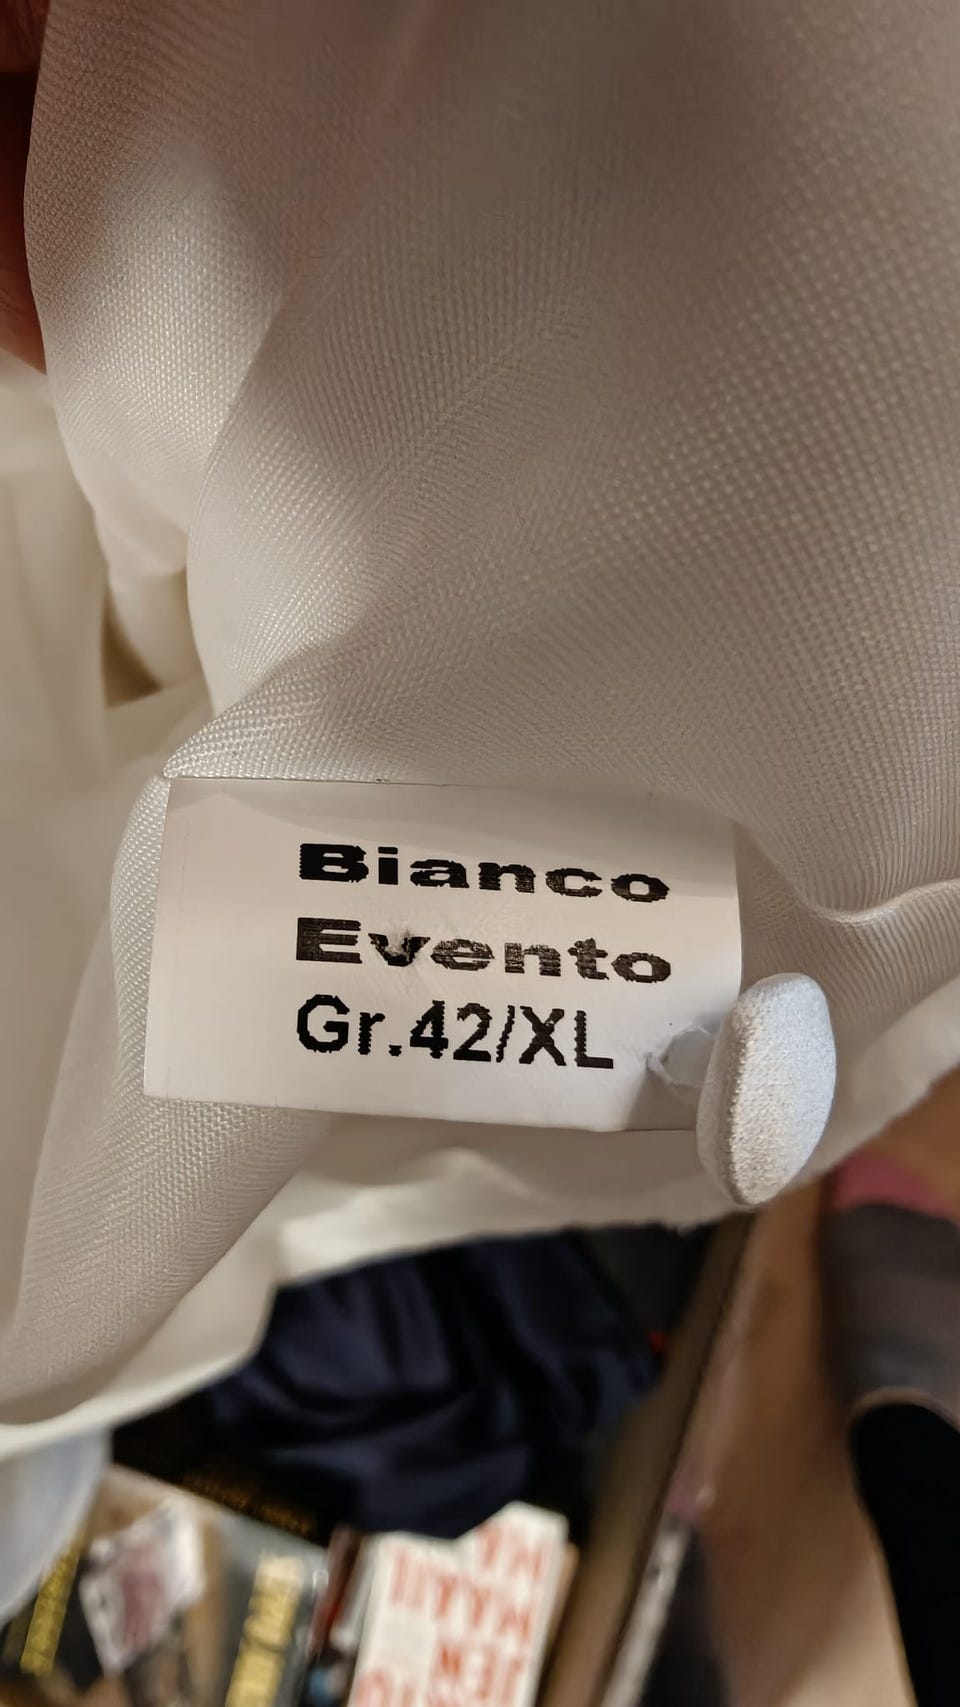 Bianco
Evento
Gr.42/XL